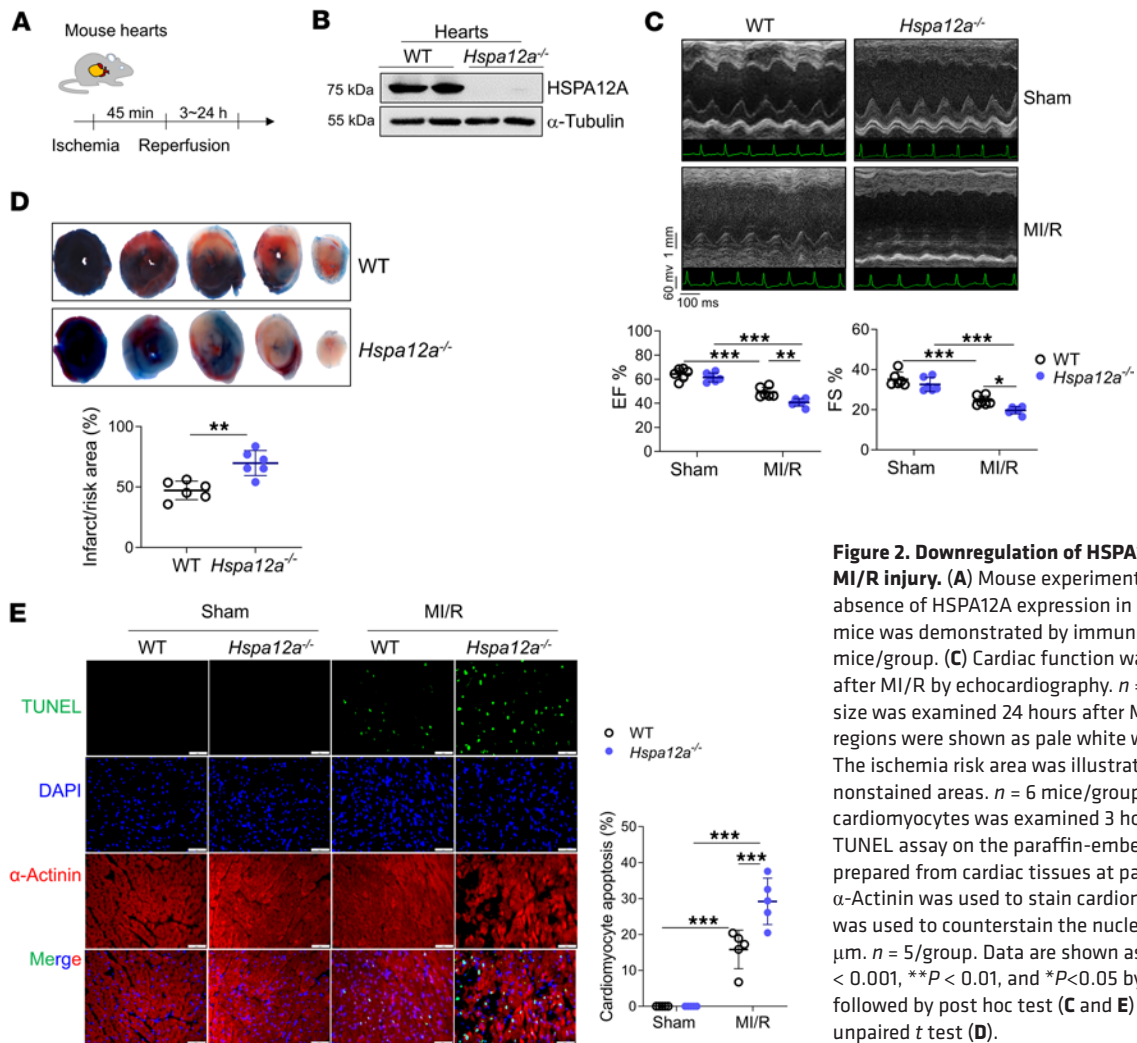 A
Mouse hearts
45 min
3~24 h
Ischemia
Reperfusion
B
Hearts
WT
Hspa12a-/-
75 kDa
HSPA12A
55 kDa
α-Tubulin
C
WT
Hspa12a-/-
Sham
MI/R
60 mv
1 mm
100 ms
EF %
100
80
60
40
20
0
***
***
**
Sham
MI/R
FS %
60
40
20
0
***
***
*
Sham
MI/R
WT
Hspa12a-/-
D
WT
Hspa12a-/-
Infarct/risk area (%)
100
50
0
**
WT
Hspa12a-/-
E
Sham
MI/R
WT
Hspa12a-/-
WT
Hspa12a-/-
TUNEL
DAPI
α-Actinin
Merge
WT
Hspa12a-/-
Cardiomyocyte apoptosis (%)
50
40
30
20
10
0
***
***
***
Sham
MI/R
Figure 2. Downregulation of HSPA
MI/R injury. (A) Mouse experiment
absence of HSPA12A expression in
mice was demonstrated by immun
mice/group. (C) Cardiac function wa
after MI/R by echocardiography. n =
size was examined 24 hours after M
regions were shown as pale white w
The ischemia risk area was illustrat
nonstained areas. n = 6 mice/group
cardiomyocytes was examined 3 ho
TUNEL assay on the paraffin-embe
prepared from cardiac tissues at pa
α-Actinin was used to stain cardion
was used to counterstain the nucle
μm. n = 5/group. Data are shown as
< 0.001, **P < 0.01, and *P<0.05 by
followed by post hoc test (C and E)
unpaired t test (D).